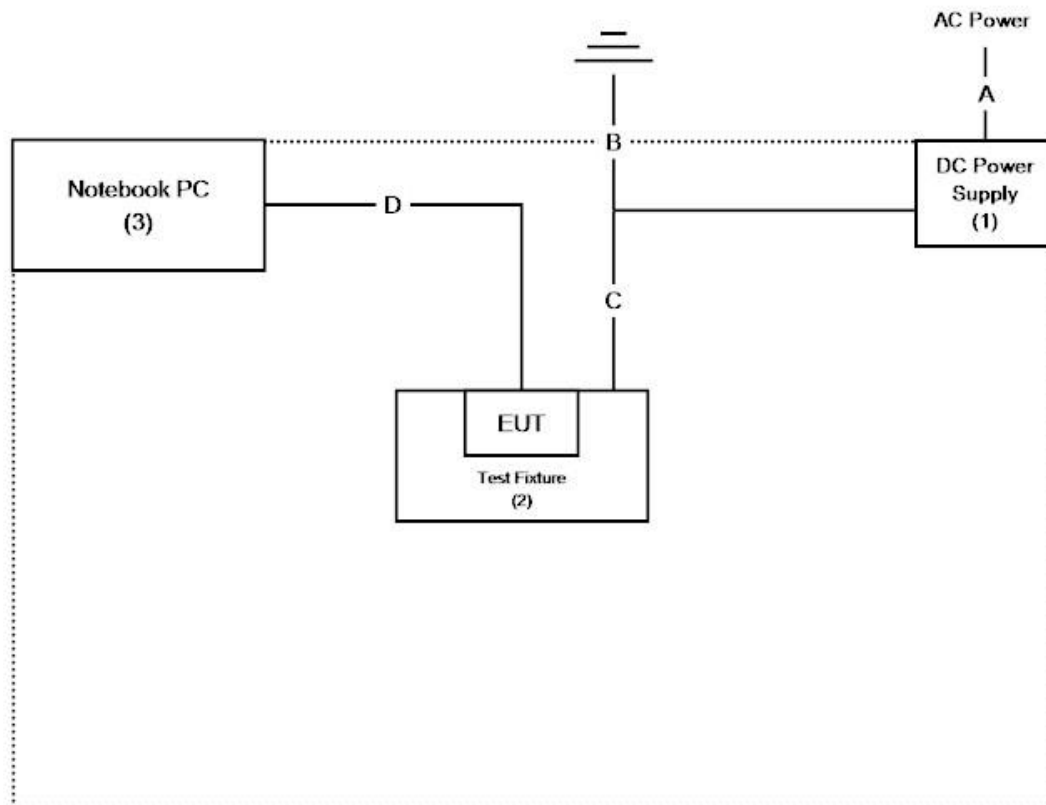 AC Power
A
B
Notebook PC
(3)
DC Power
Supply
(1)
D
C
EUT
Test Fixture
(2)